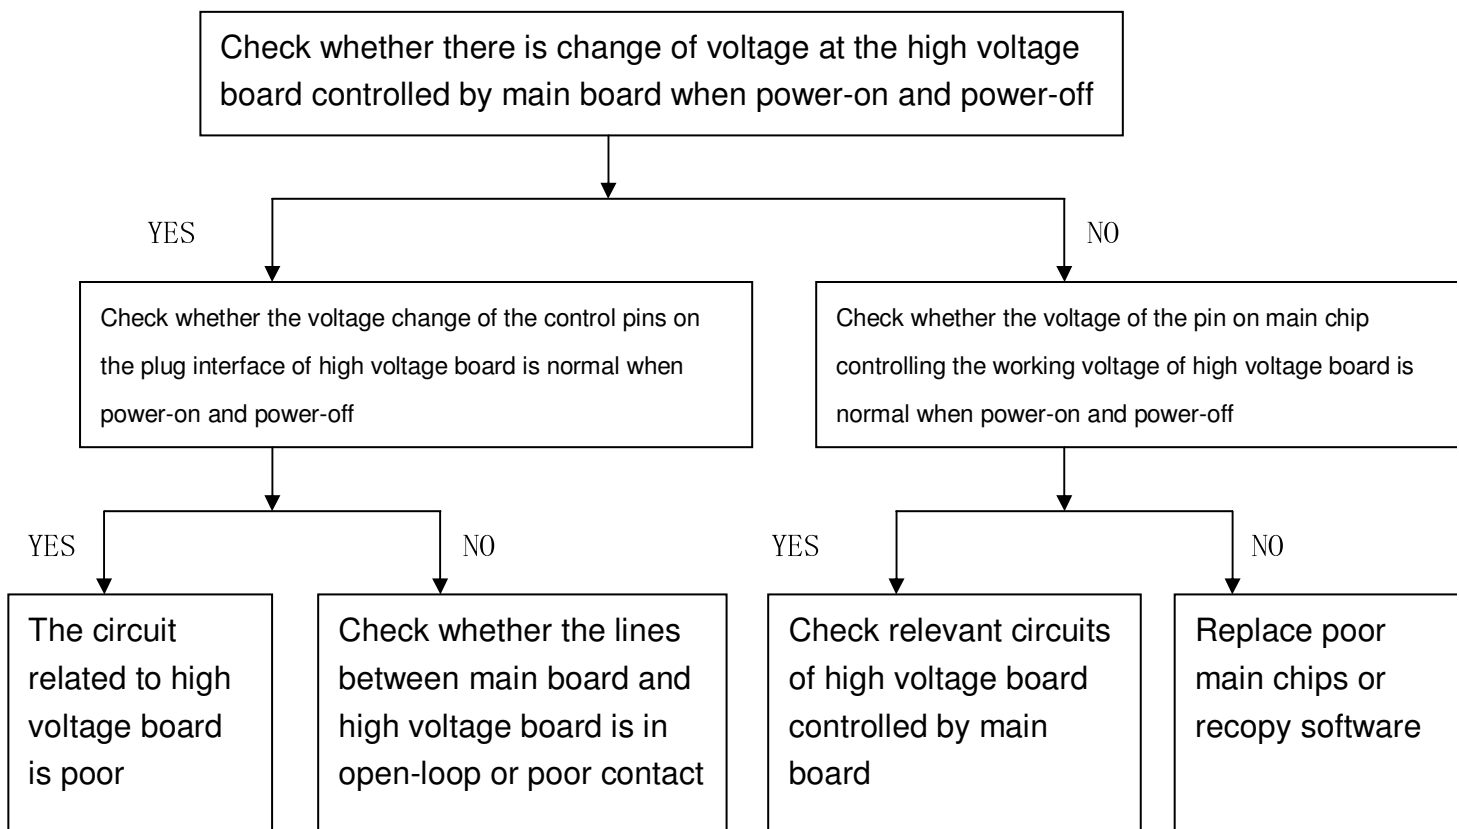 Check whether there is change of voltage at the high voltage
board controlled by main board when power-on and power-off
YES
NO
Check whether the voltage change of the control pins on
the plug interface of high voltage board is normal when
power-on and power-off
Check whether the voltage of the pin on main chip
controlling the working voltage of high voltage board is
normal when power-on and power-off
YES
NO
YES
NO
The circuit
related to high
voltage board
is poor
Check whether the lines
between main board and
high voltage board is in
open-loop or poor contact
Check relevant circuits
of high voltage board
controlled by main
board
Replace poor
main chips or
recopy software